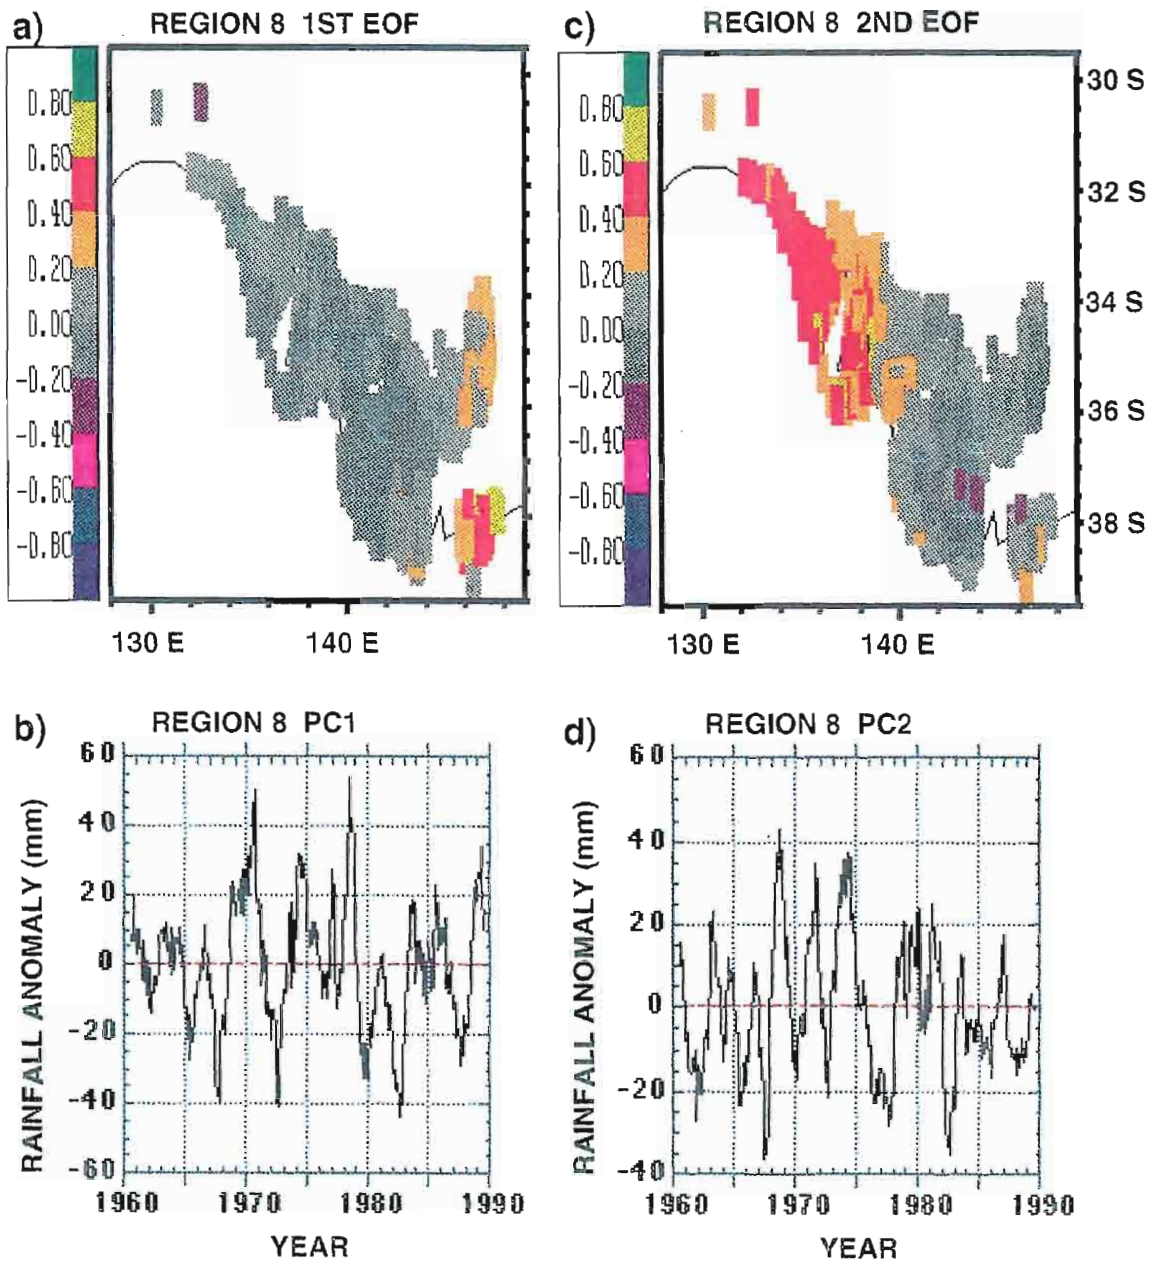 a)
REGION 8 1ST EOF
0.80
0.60
0.40
0.20
0.00
-0.20
-0.40
-0.60
-0.80
130 E
140 E
c)
REGION 8 2ND EOF
0.80
0.60
0.40
0.20
0.00
-0.20
-0.40
-0.60
-0.80
30 S
32 S
34 S
36 S
38 S
130 E
140 E
b)
REGION 8 PC1
RAINFALL ANOMALY (mm)
60
40
20
0
-20
-40
-60
1960
1970
1980
1990
YEAR
d)
REGION 8 PC2
RAINFALL ANOMALY (mm)
60
40
20
0
-20
-40
1960
1970
1980
1990
YEAR